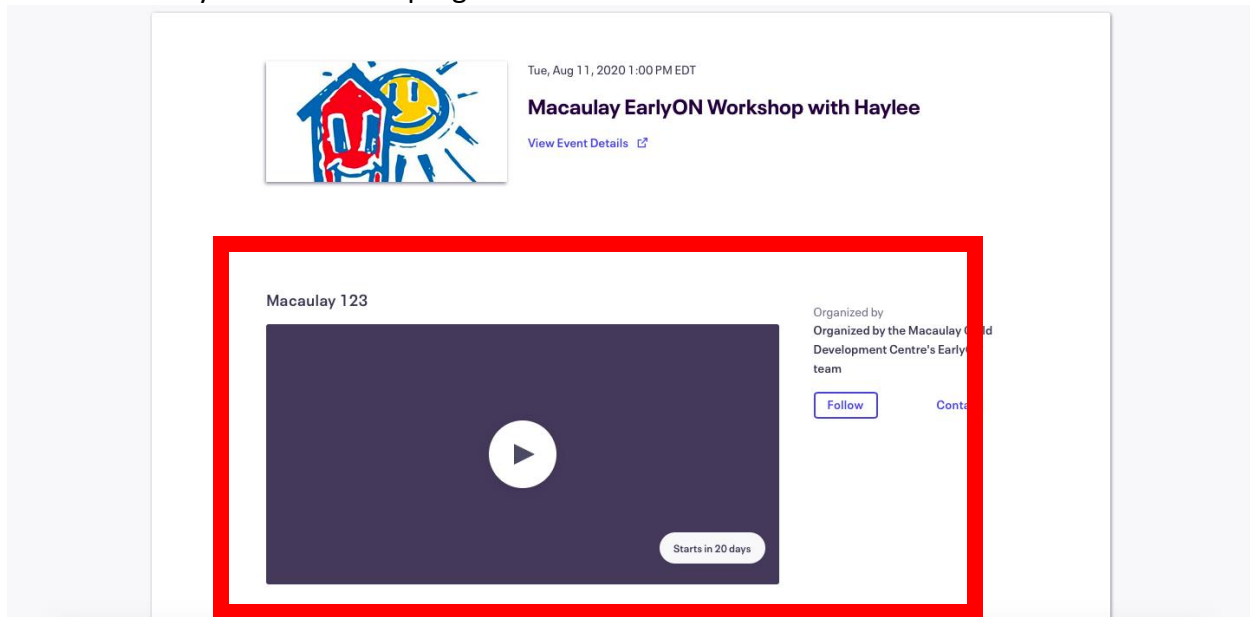 Tue, Aug 11, 2020 1:00 PM EDT
Macaulay EarlyON Workshop with Haylee
View Event Details
Macaulay 123
Organized by
Organized by the Macaulay
Development Centre's
team
Follow
Starts in 20 days